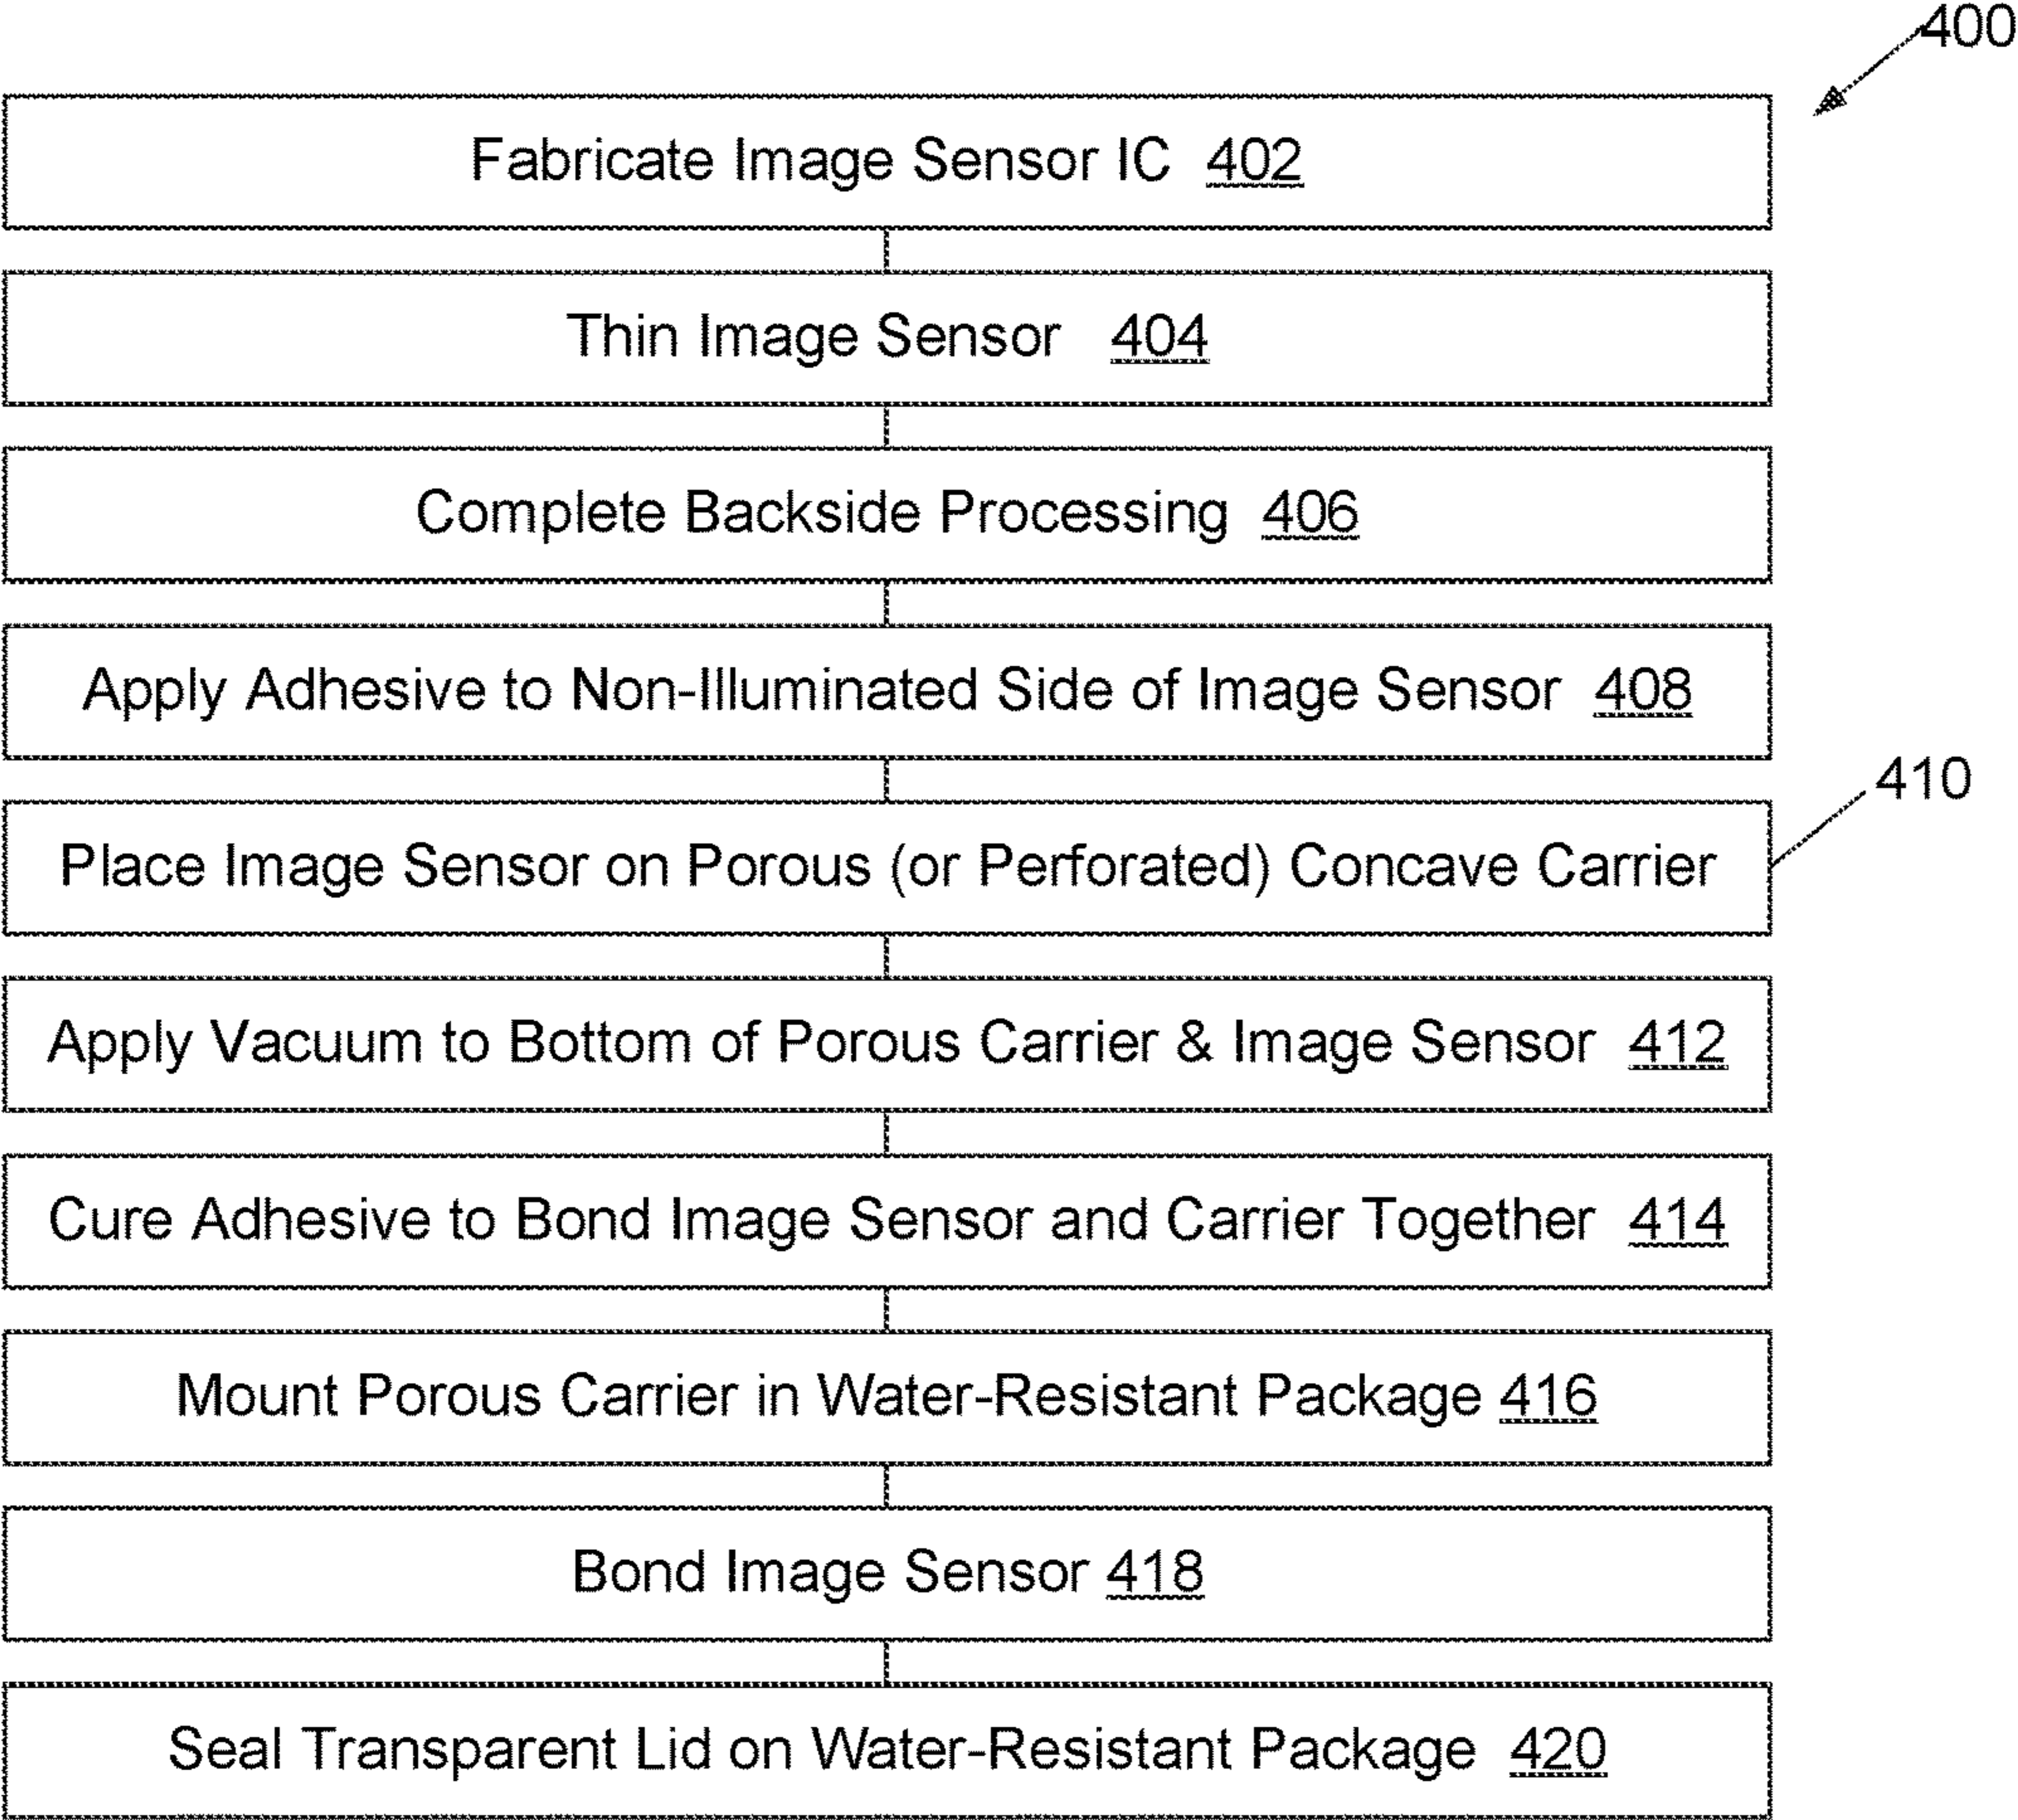 400
Fabricate Image Sensor IC 402
Thin Image Sensor 404
Complete Backside Processing 406
Apply Adhesive to Non-Illuminated Side of Image Sensor 408
410
Place Image Sensor on Porous (or Perforated) Concave Carrier
Apply Vacuum to Bottom of Porous Carrier & Image Sensor 412
Cure Adhesive to Bond Image Sensor and Carrier Together 414
Mount Porous Carrier in Water-Resistant Package 416
Bond Image Sensor 418
Seal Transparent Lid on Water-Resistant Package 420